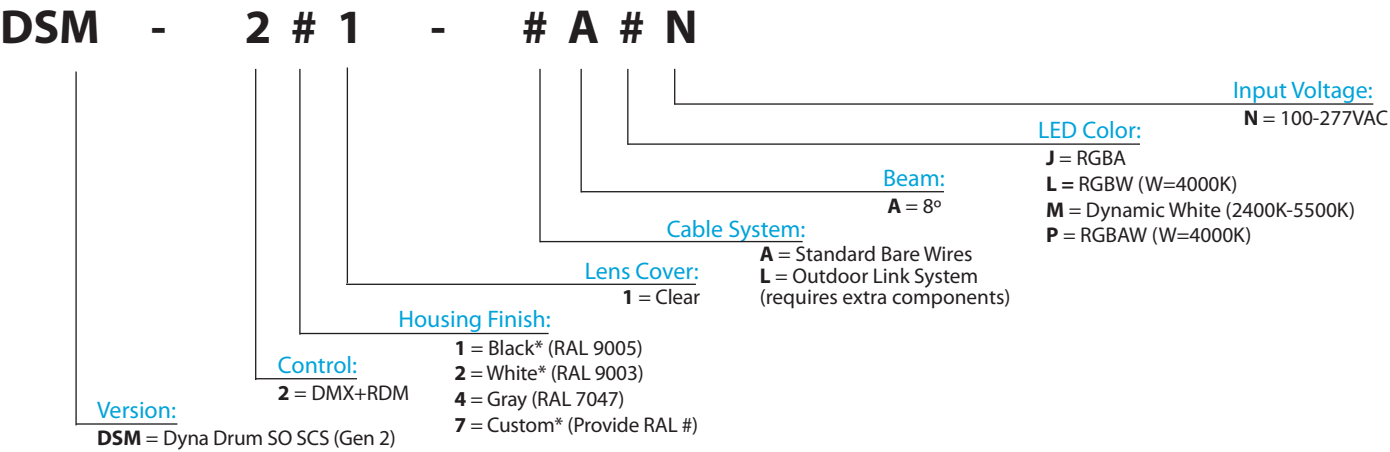 DSM - 2 # 1 - # A # N
Input Voltage:
N = 100-277VAC
LED Color:
J = RGBA
L = RGBW (W=4000K)
M = Dynamic White (2400K-5500K)
P = RGBAW (W=4000K)
Beam:
A = 8º
Cable System:
A = Standard Bare Wires
L = Outdoor Link System
(requires extra components)
Lens Cover:
1 = Clear
Housing Finish:
1 = Black* (RAL 9005)
2 = White* (RAL 9003)
4 = Gray (RAL 7047)
7 = Custom* (Provide RAL #)
Control:
2 = DMX+RDM
Version:
DSM = Dyna Drum SO SCS (Gen 2)